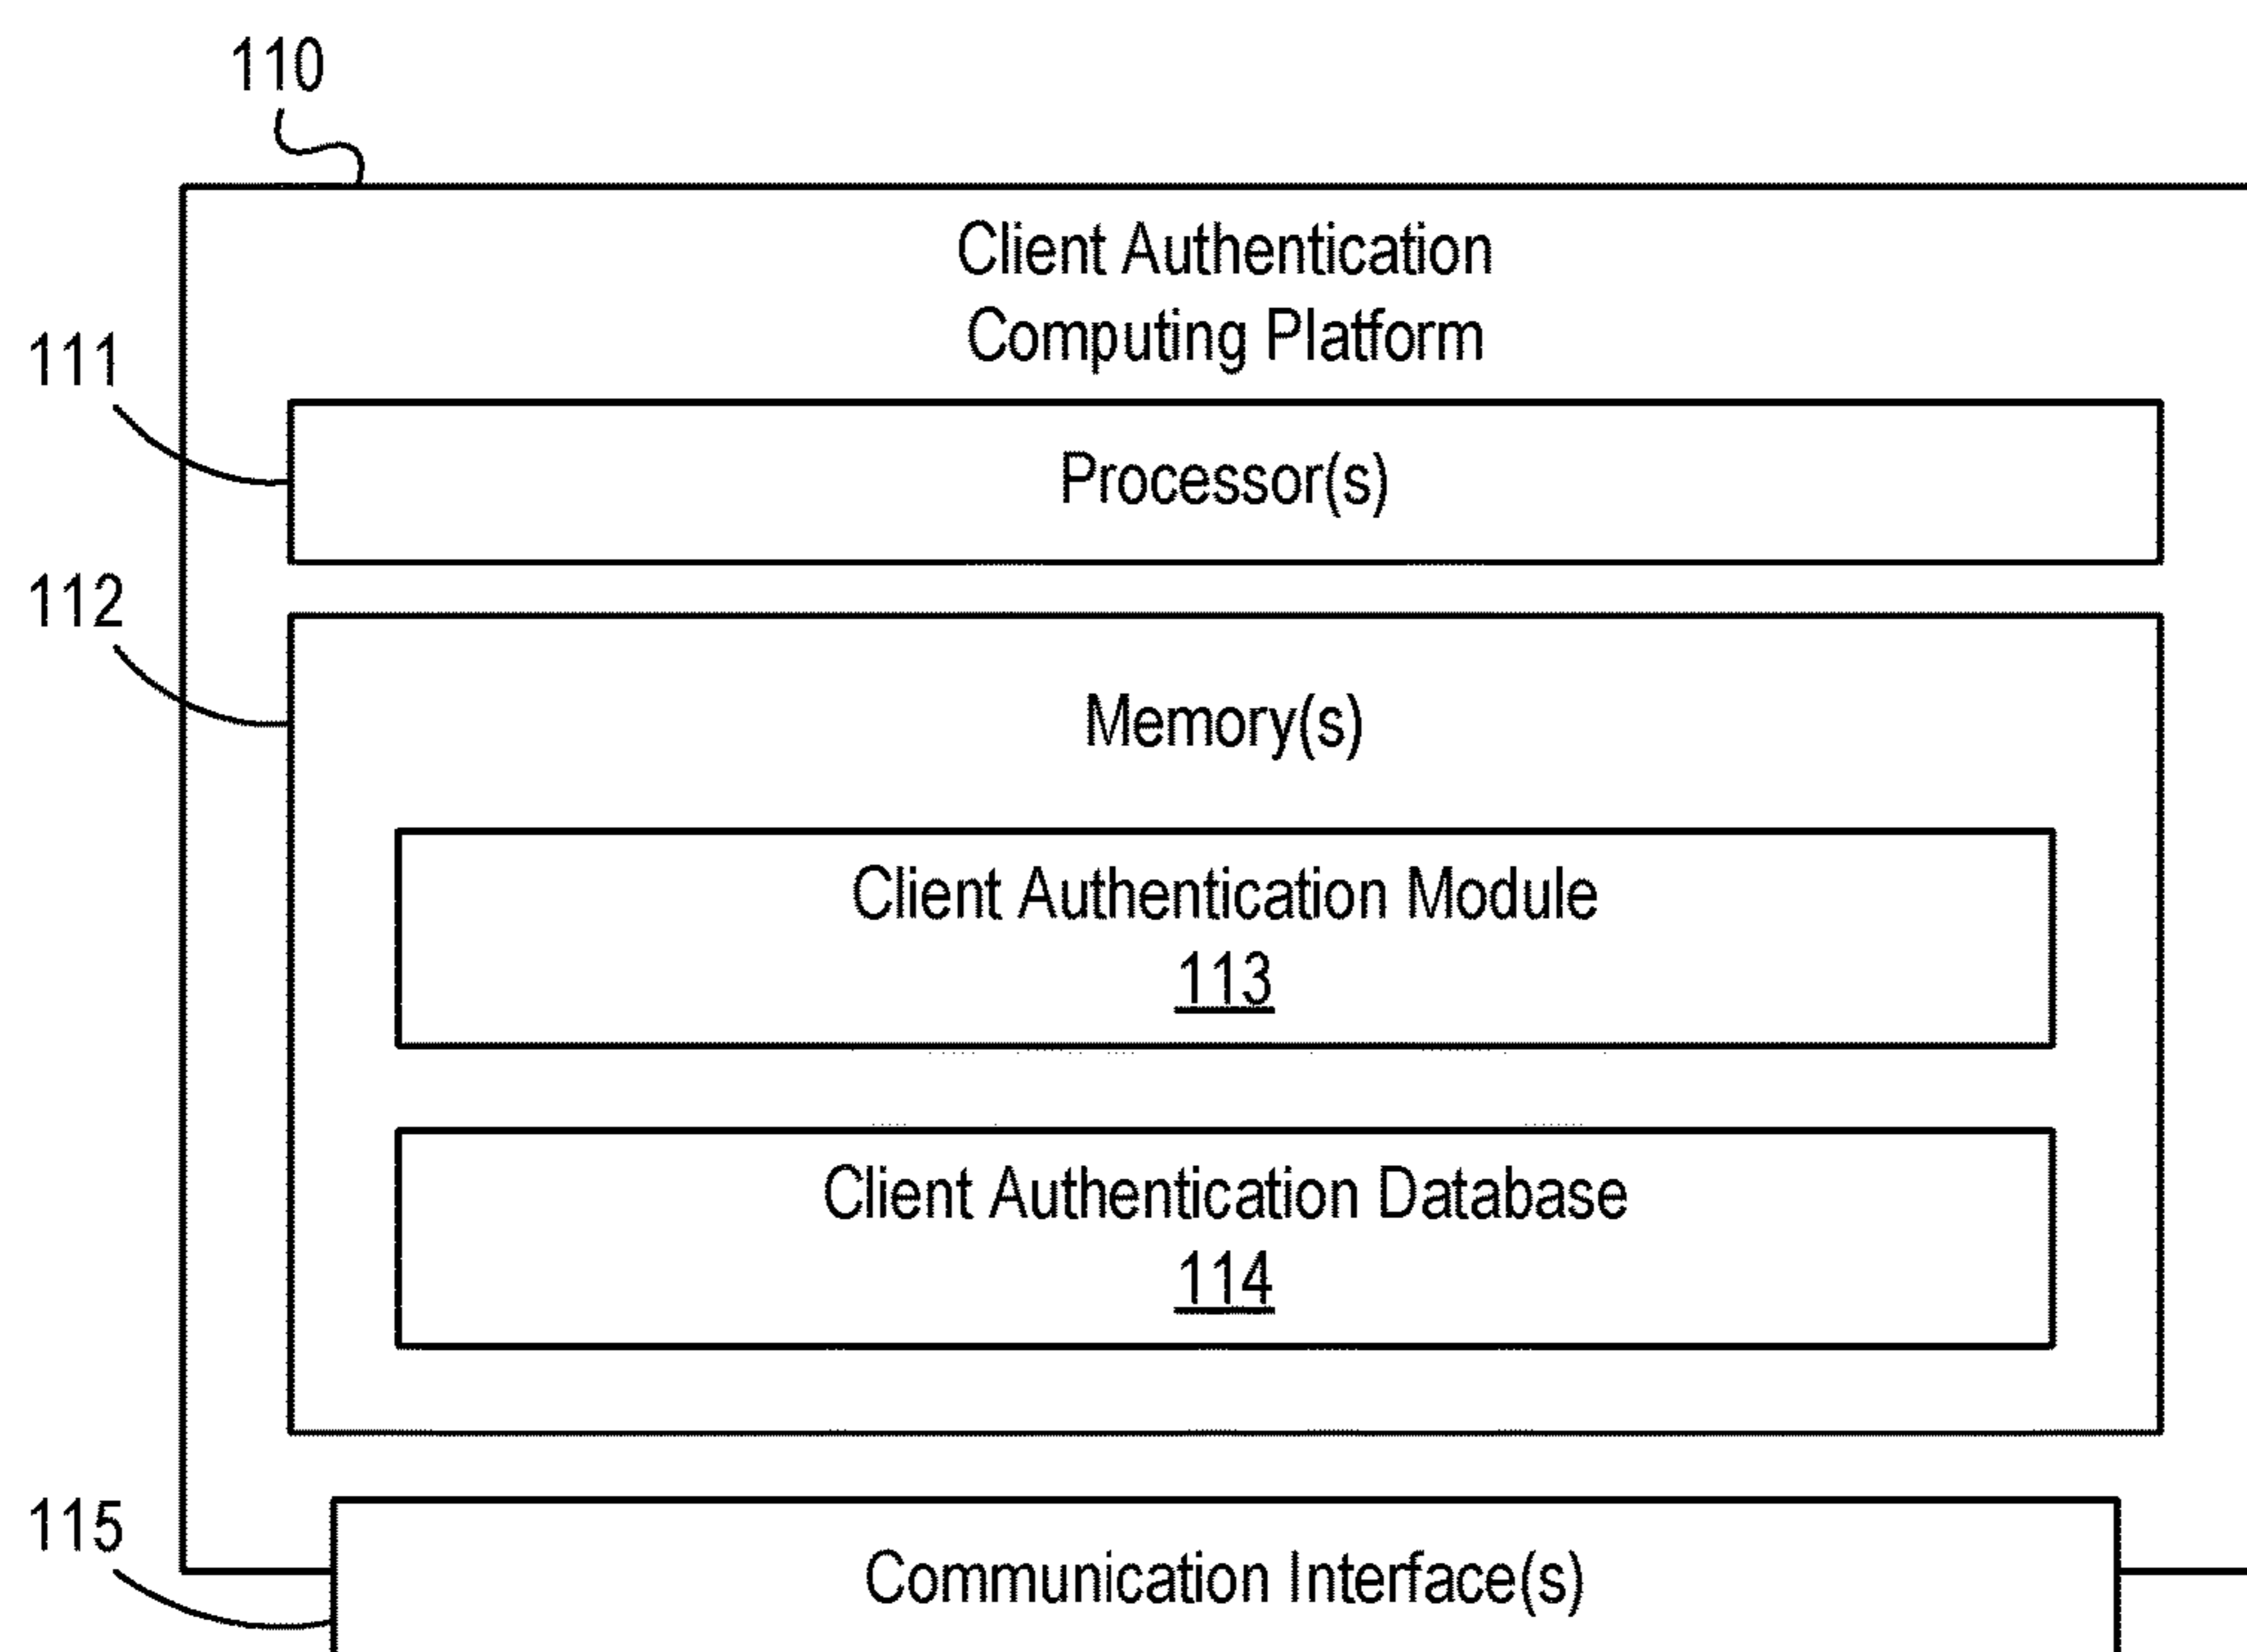 110
Client Authentication
Computing Platform
111
Processor(s)
112
Memory(s)
Client Authentication Module
113
Client Authentication Database
114
115
Communication Interface(s)